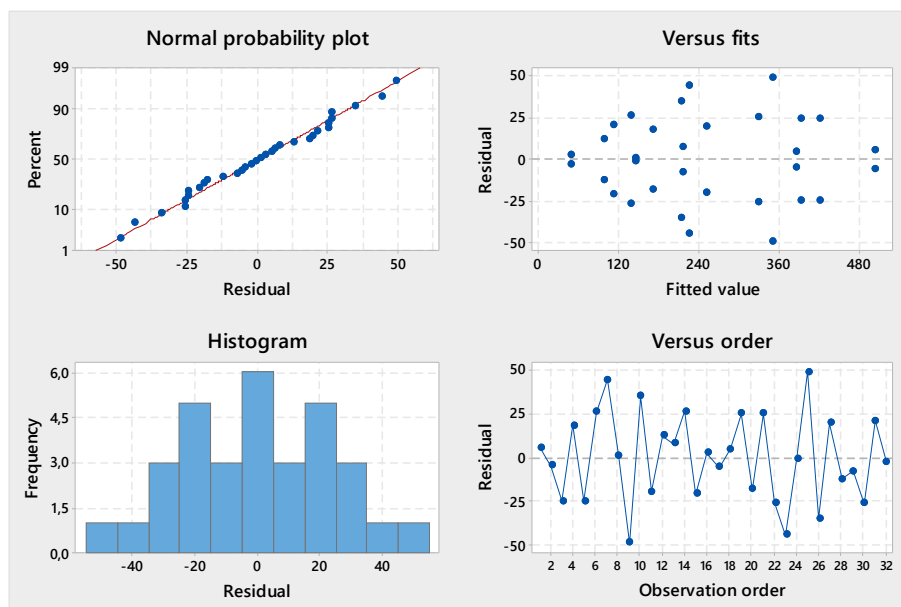 Normal probability plot
99
90
50
10
1
Percent
-50 -25 0 25 50
Residual
Versus fits
50
25
0
-25
-50
Residual
0 120 240 360 480
Fitted value
Histogram
6,0
4,5
3,0
1,5
0,0
Frequency
-40 -20 0 20 40
Residual
Versus order
50
25
0
-25
-50
Residual
2 4 6 8 10 12 14 16 18 20 22 24 26 28 30 32
Observation order